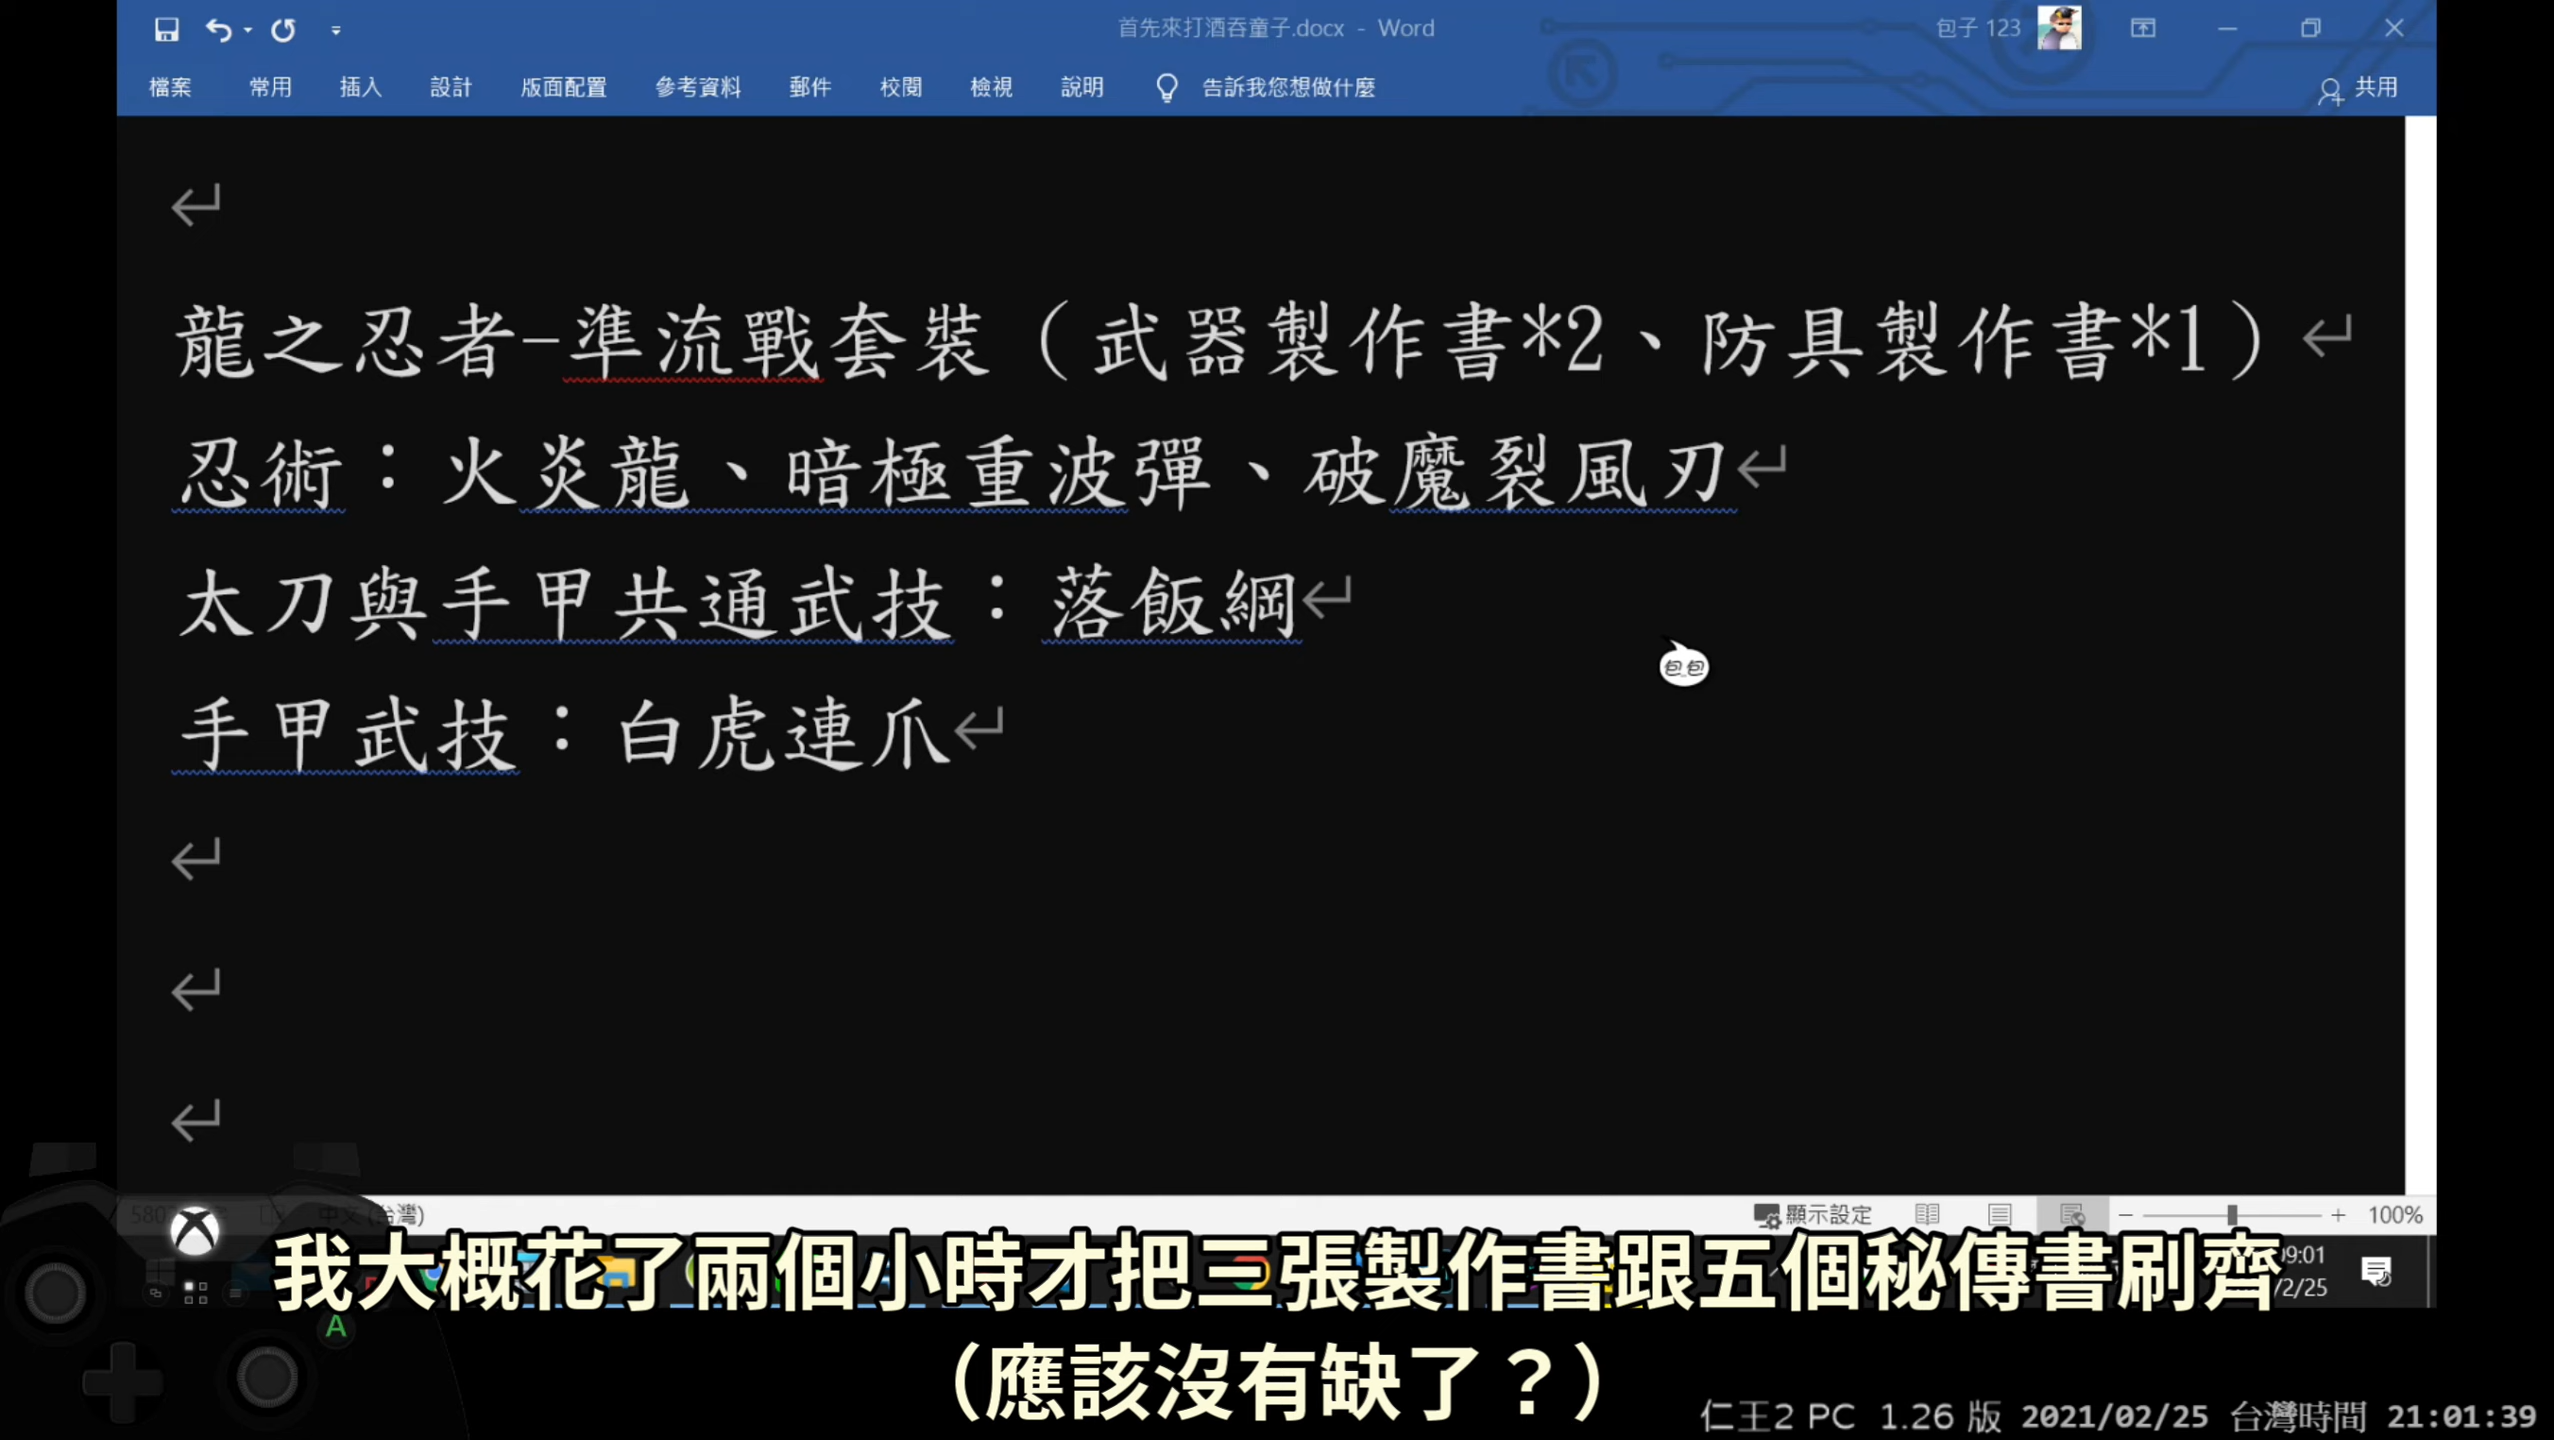 首先來打酒吞童子.docx - Word
包子 123
檔案 常用 插入 設計 版面配置 參考資料 郵件 校閱 檢視 說明 告訴我您想做什麼 共用
龍之忍者-準流戰套裝（武器製作書*2、防具製作書*1）
忍術：火炎龍、暗極重波彈、破魔裂風刃
太刀與手甲共通武技：落飯綱
包包
手甲武技：白虎連爪
中文(台灣) 顯示設定 100%
我大概花了兩個小時才把三張製作書跟五個秘傳書刷齊
（應該沒有缺了？）
A
仁王2 PC 1.26 版 2021/02/25 台灣時間 21:01:39